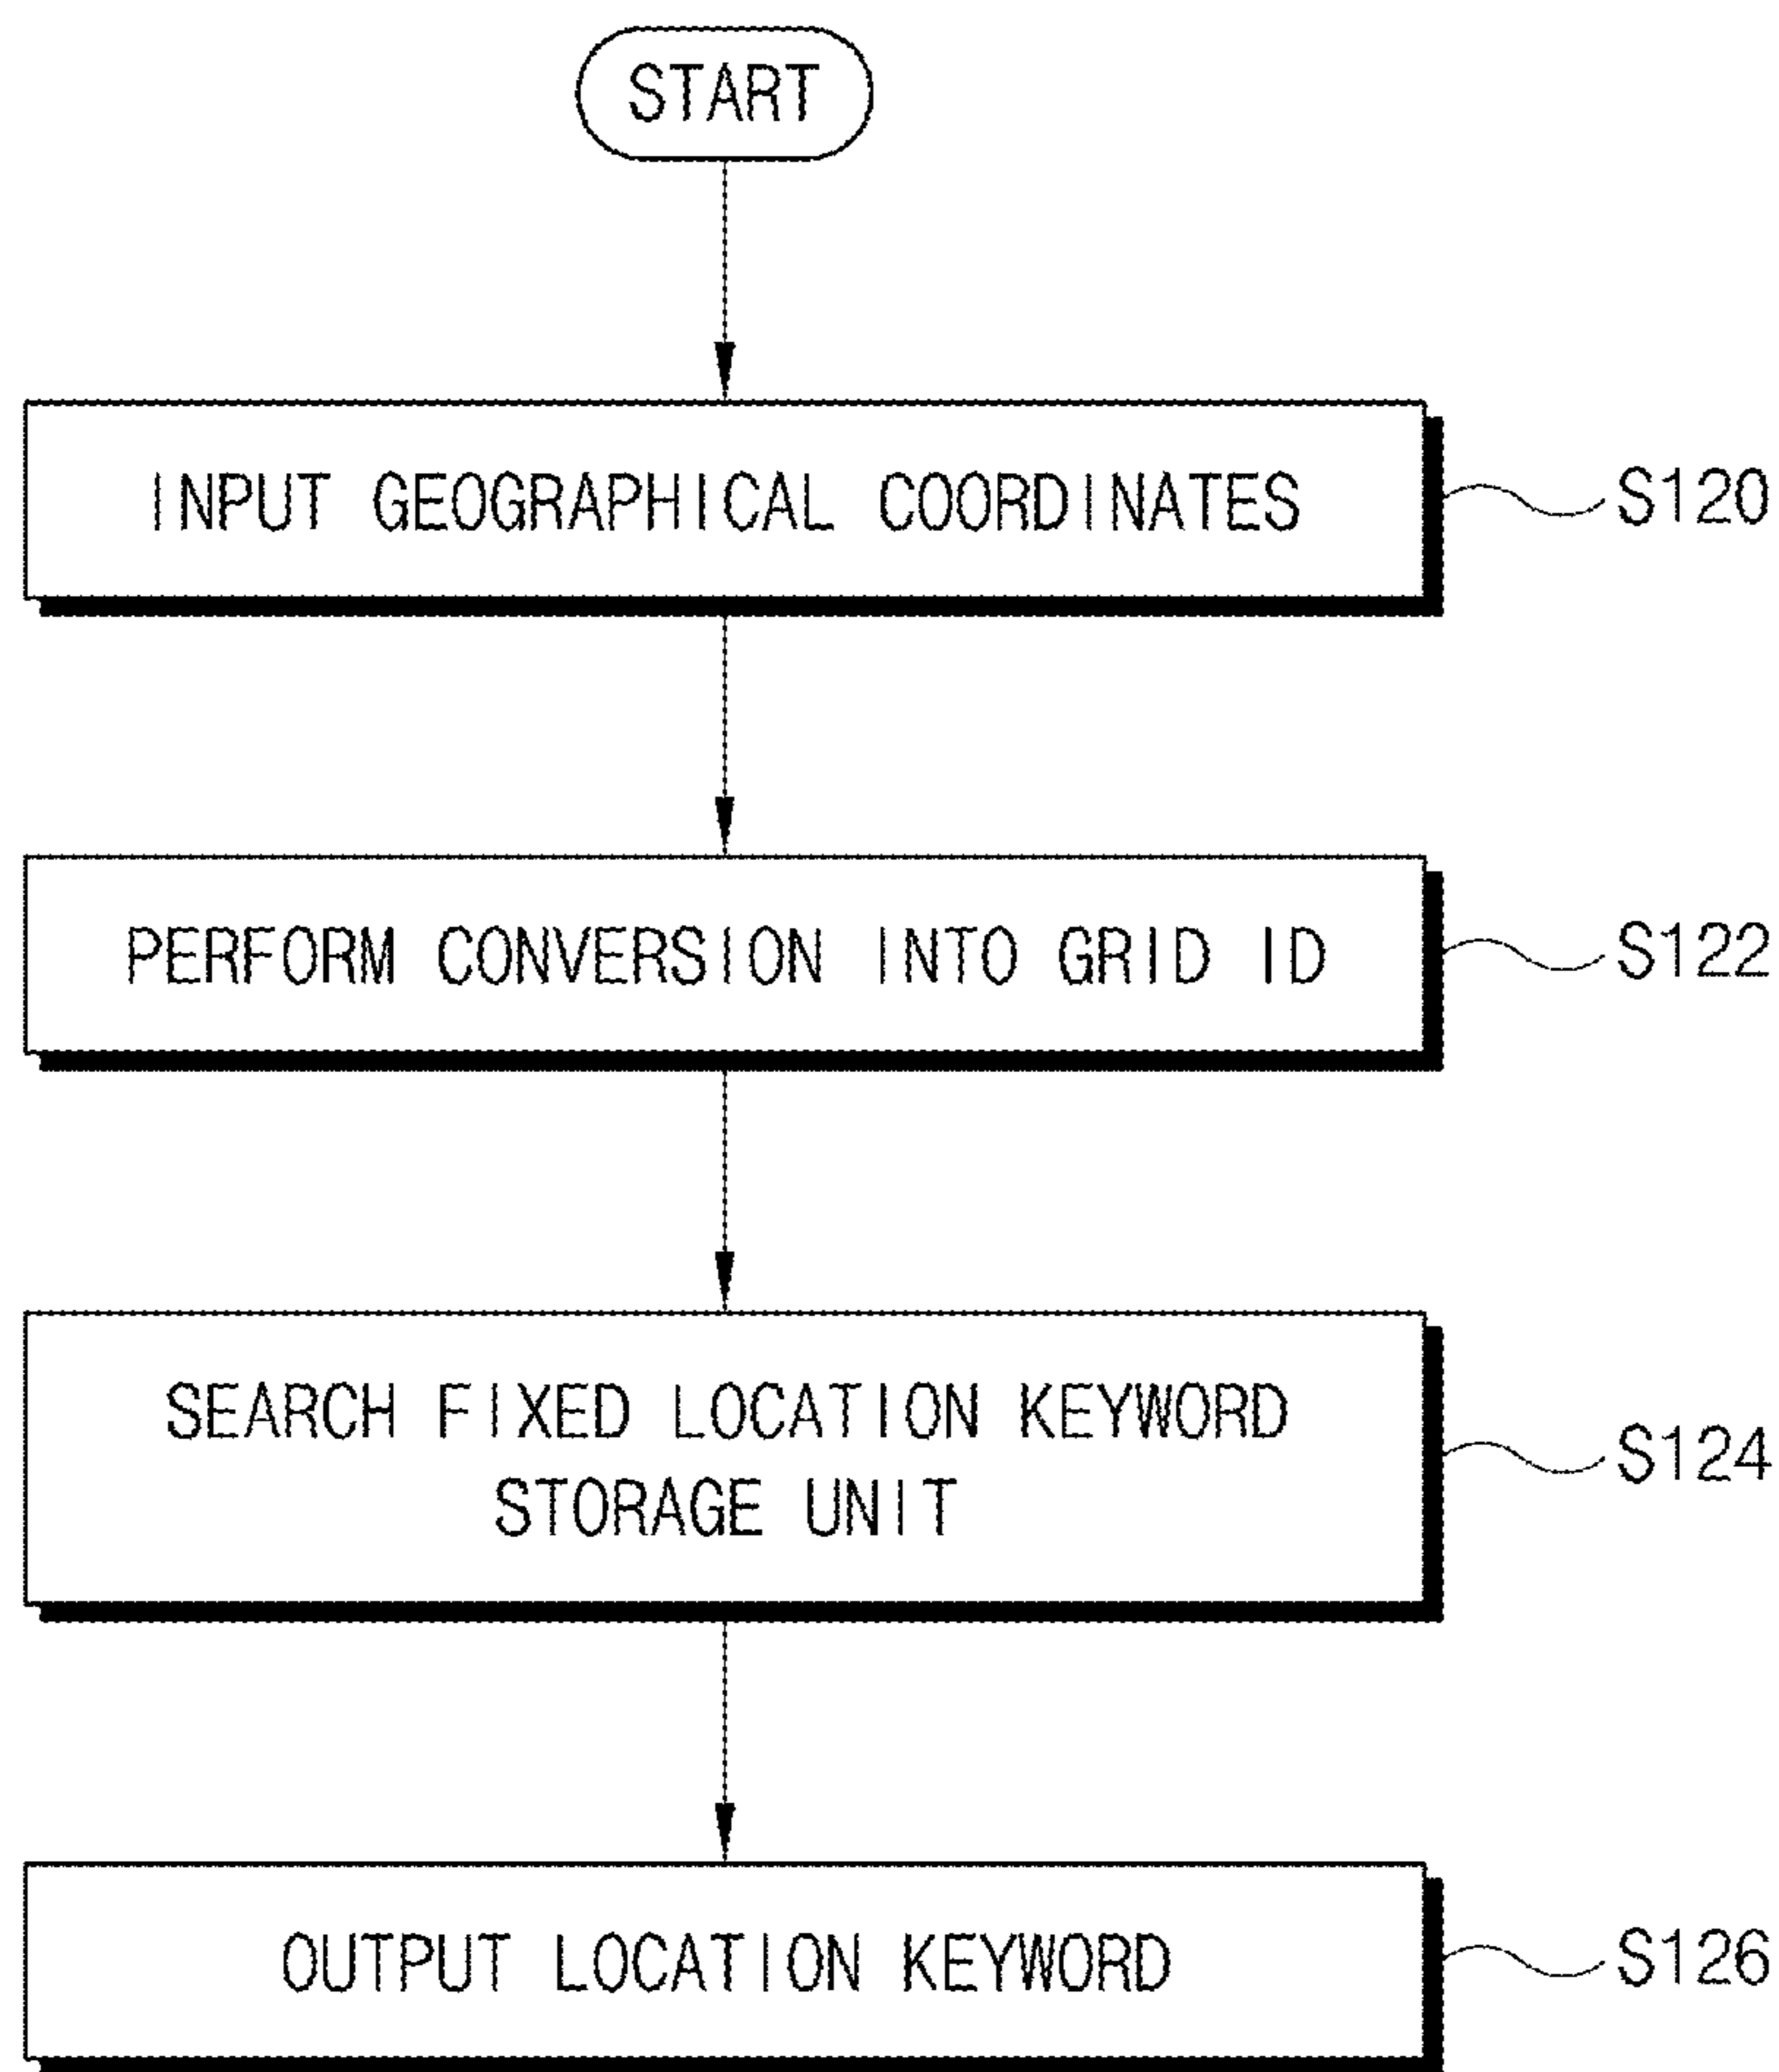 START
INPUT GEOGRAPHICAL COORDINATES
S120
PERFORM CONVERSION INTO GRID ID
S122
SEARCH FIXED LOCATION KEYWORD
STORAGE UNIT
S124
OUTPUT LOCATION KEYWORD
S126